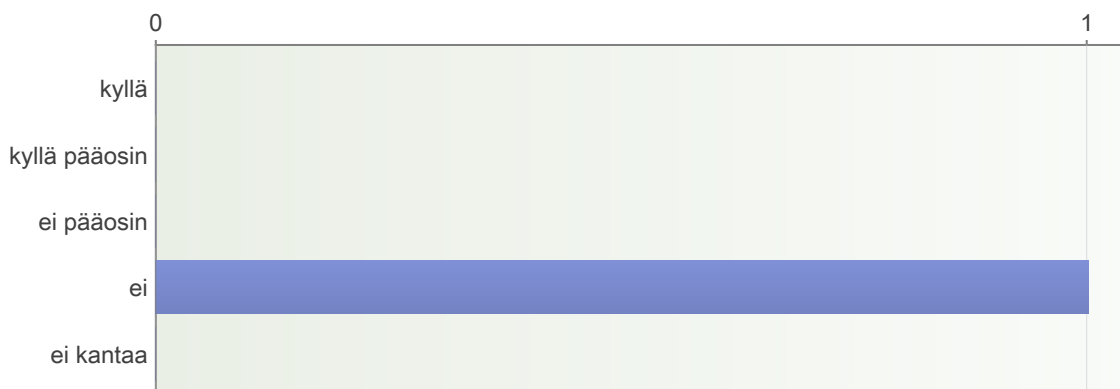 0 1
kyllä
kyllä pääosin
ei pääosin
ei
ei kantaa